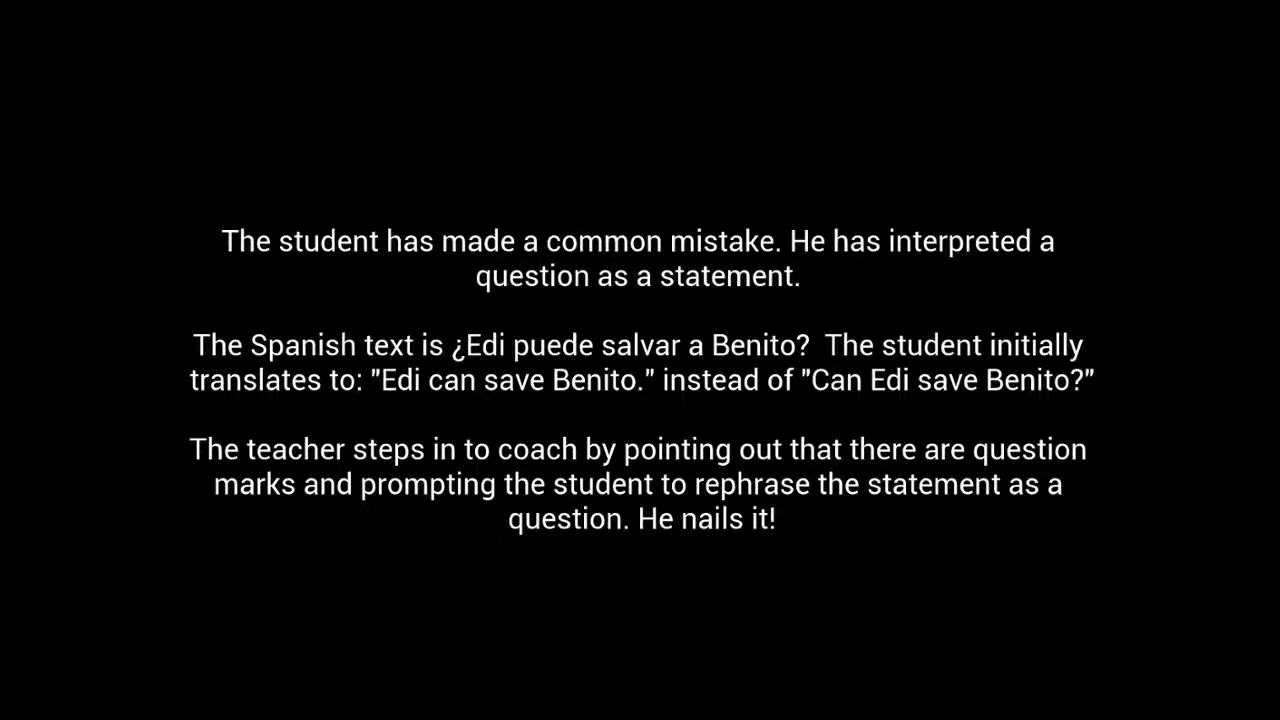 The student has made a common mistake. He has interpreted a
question as a statement.
The Spanish text is ¿Edi puede salvar a Benito?  The student initially
translates to: "Edi can save Benito." instead of "Can Edi save Benito?"
The teacher steps in to coach by pointing out that there are question
marks and prompting the student to rephrase the statement as a
question. He nails it!